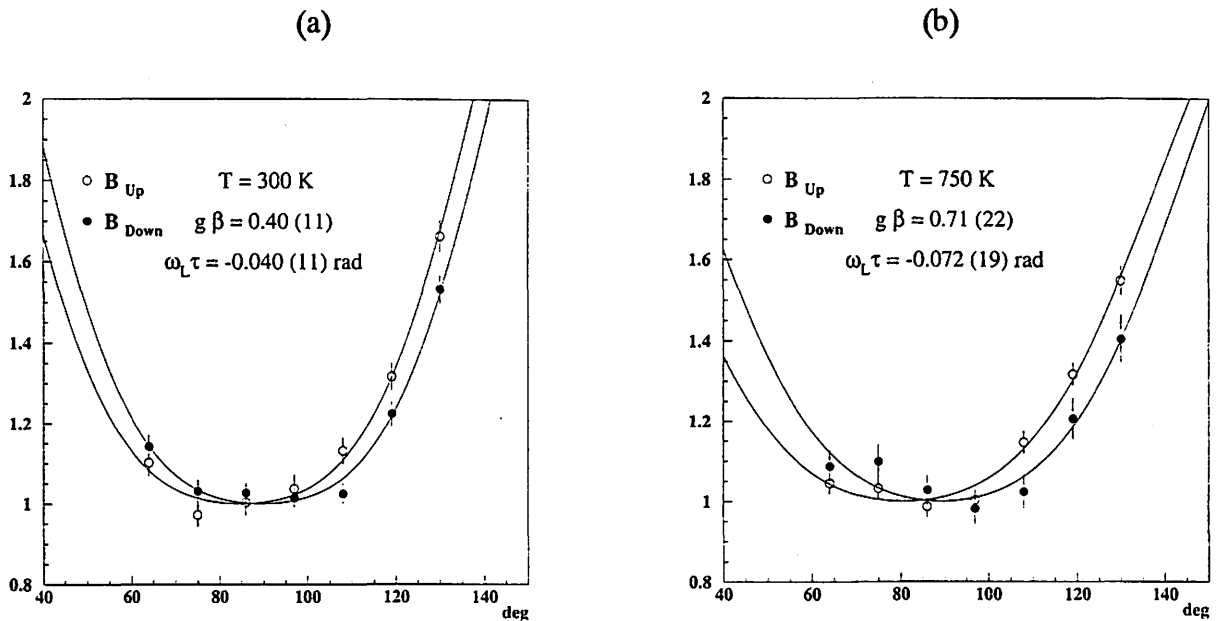 (a)
2
1.8
1.6
1.4
1.2
1
0.8
40
60
80
100
120
140
deg
B Up T = 300 K
B Down g β = 0.40 (11)
ω_L τ = -0.040 (11) rad
(b)
2
1.8
1.6
1.4
1.2
1
0.8
40
60
80
100
120
140
deg
B Up T = 750 K
B Down g β = 0.71 (22)
ω_L τ = -0.072 (19) rad